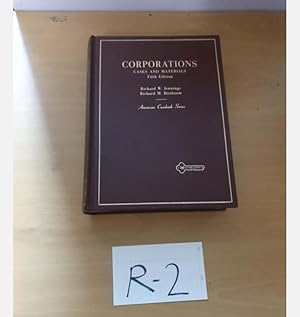 CORPORATIONS
CASES AND MATERIALS
Fifth Edition
Richard W. Jennings
Richard M. Buxbaum
American Casebook Series
R-2